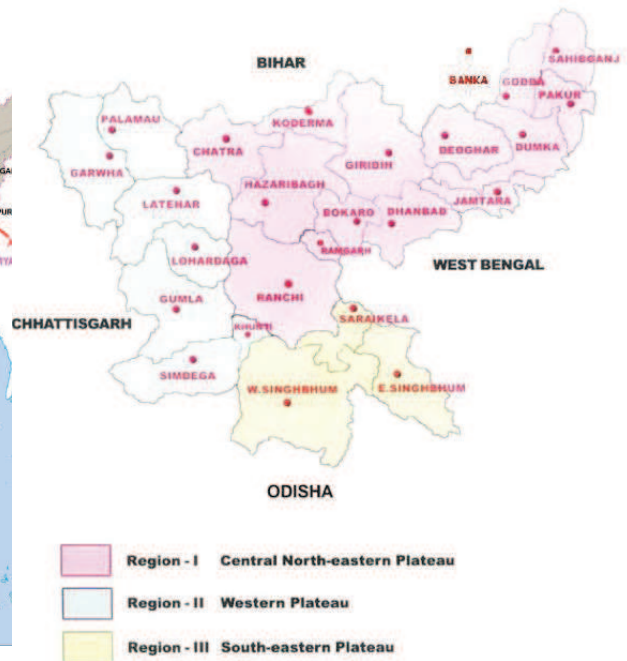 BIHAR
BANKA
SAHIBGANJ
GODDA
PAKUR
PALAMAU
KODERMA
CHATRA
GIRIDIH
DEOGHAR
DUMKA
GARWHA
HAZARIBAGH
LATEHAR
JAMTARA
BOKARO
DHANBAD
RAMGARH
LOHARDAGA
WEST BENGAL
RANCHI
GUMLA
SARAIKELA
CHHATTISGARH
KHUNTI
SIMDEGA
W.SINGHBHUM
E.SINGHBHUM
ODISHA
Region - I Central North-eastern Plateau
Region - II Western Plateau
Region - III South-eastern Plateau